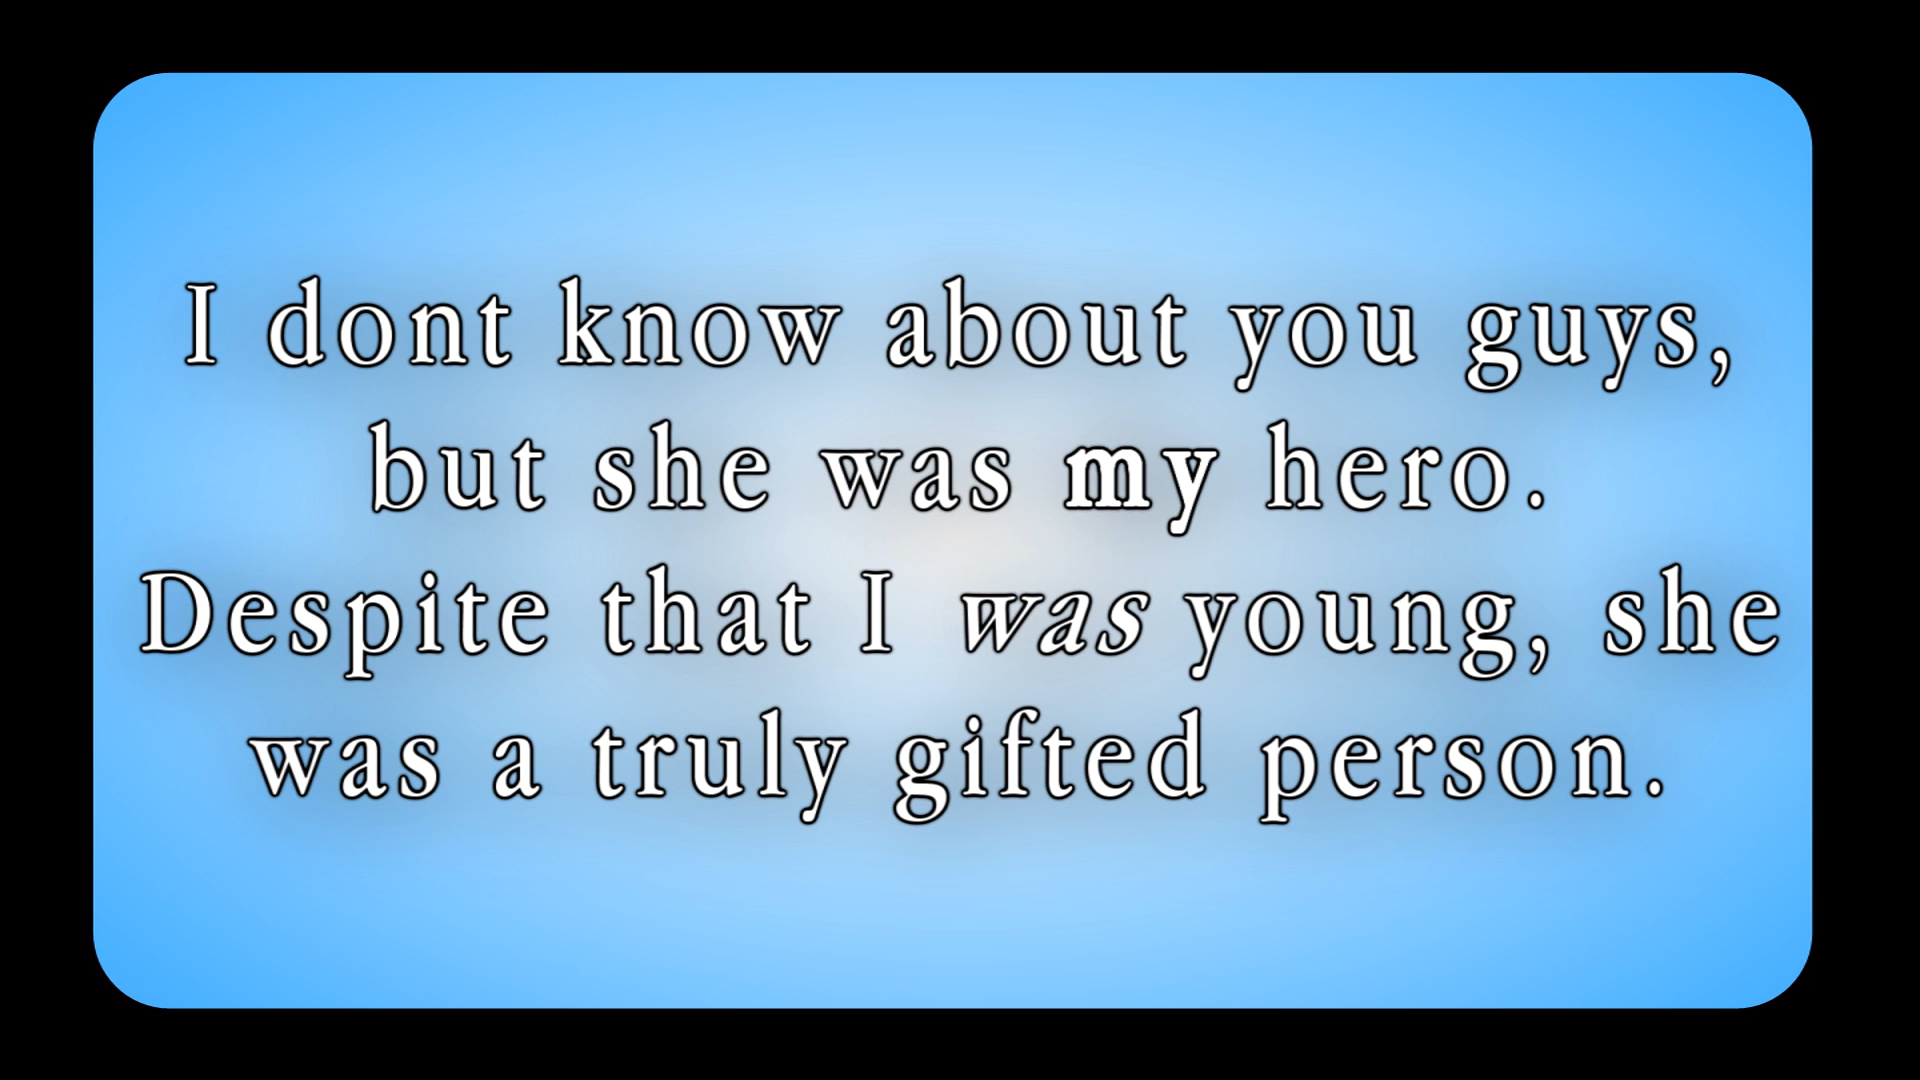 I dont know about you guys,
but she was my hero.
Despite that I was young, she
was a truly gifted person.